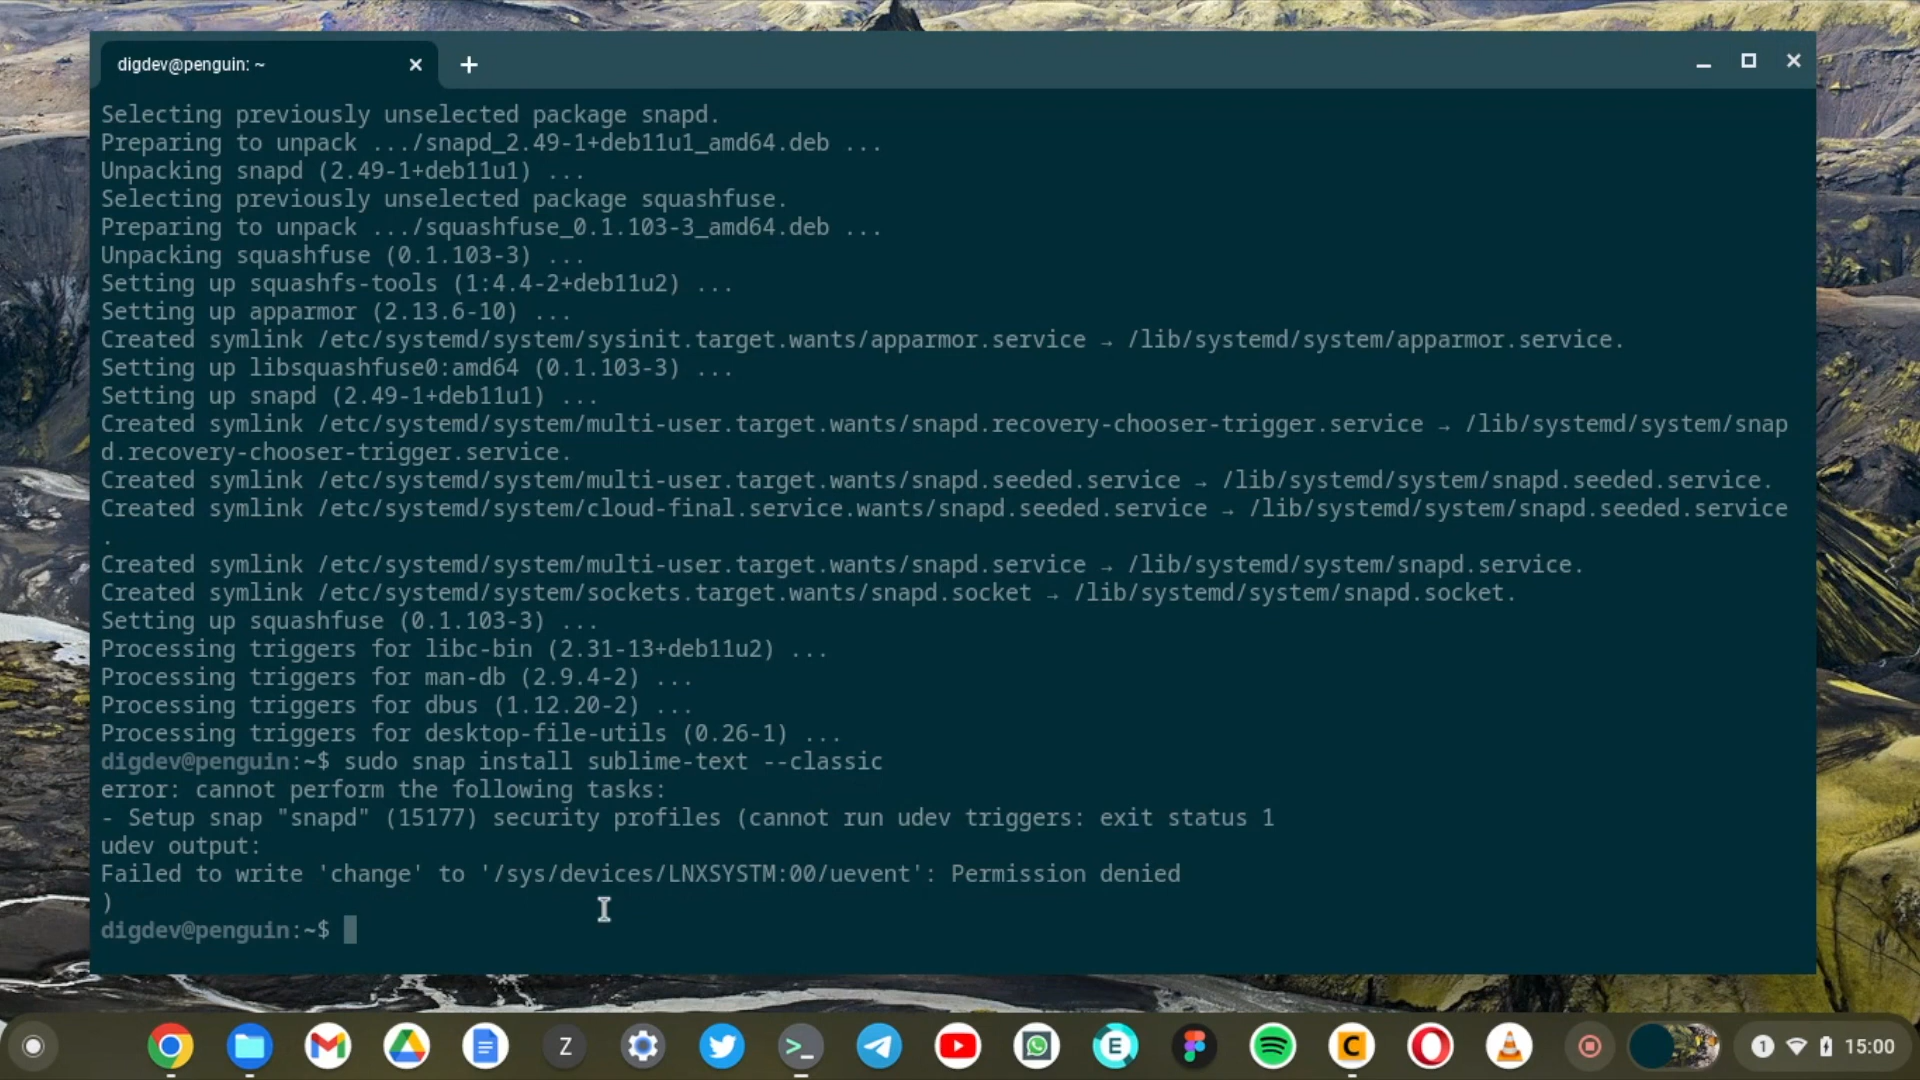 digdev@penguin: ~
Selecting previously unselected package snapd.
Preparing to unpack .../snapd_2.49-1+deb11u1_amd64.deb ...
Unpacking snapd (2.49-1+deb11u1) ...
Selecting previously unselected package squashfuse.
Preparing to unpack .../squashfuse_0.1.103-3_amd64.deb ...
Unpacking squashfuse (0.1.103-3) ...
Setting up squashfs-tools (1:4.4-2+deb11u2) ...
Setting up apparmor (2.13.6-10) ...
Created symlink /etc/systemd/system/sysinit.target.wants/apparmor.service → /lib/systemd/system/apparmor.service.
Setting up libsquashfuse0:amd64 (0.1.103-3) ...
Setting up snapd (2.49-1+deb11u1) ...
Created symlink /etc/systemd/system/multi-user.target.wants/snapd.recovery-chooser-trigger.service → /lib/systemd/system/snap
d.recovery-chooser-trigger.service.
Created symlink /etc/systemd/system/multi-user.target.wants/snapd.seeded.service → /lib/systemd/system/snapd.seeded.service.
Created symlink /etc/systemd/system/cloud-final.service.wants/snapd.seeded.service → /lib/systemd/system/snapd.seeded.service
.
Created symlink /etc/systemd/system/multi-user.target.wants/snapd.service → /lib/systemd/system/snapd.service.
Created symlink /etc/systemd/system/sockets.target.wants/snapd.socket → /lib/systemd/system/snapd.socket.
Setting up squashfuse (0.1.103-3) ...
Processing triggers for libc-bin (2.31-13+deb11u2) ...
Processing triggers for man-db (2.9.4-2) ...
Processing triggers for dbus (1.12.20-2) ...
Processing triggers for desktop-file-utils (0.26-1) ...
digdev@penguin:~$ sudo snap install sublime-text --classic
error: cannot perform the following tasks:
- Setup snap "snapd" (15177) security profiles (cannot run udev triggers: exit status 1
udev output:
Failed to write 'change' to '/sys/devices/LNXSYSTM:00/uevent': Permission denied
)
digdev@penguin:~$
Z
E
C
1
15:00